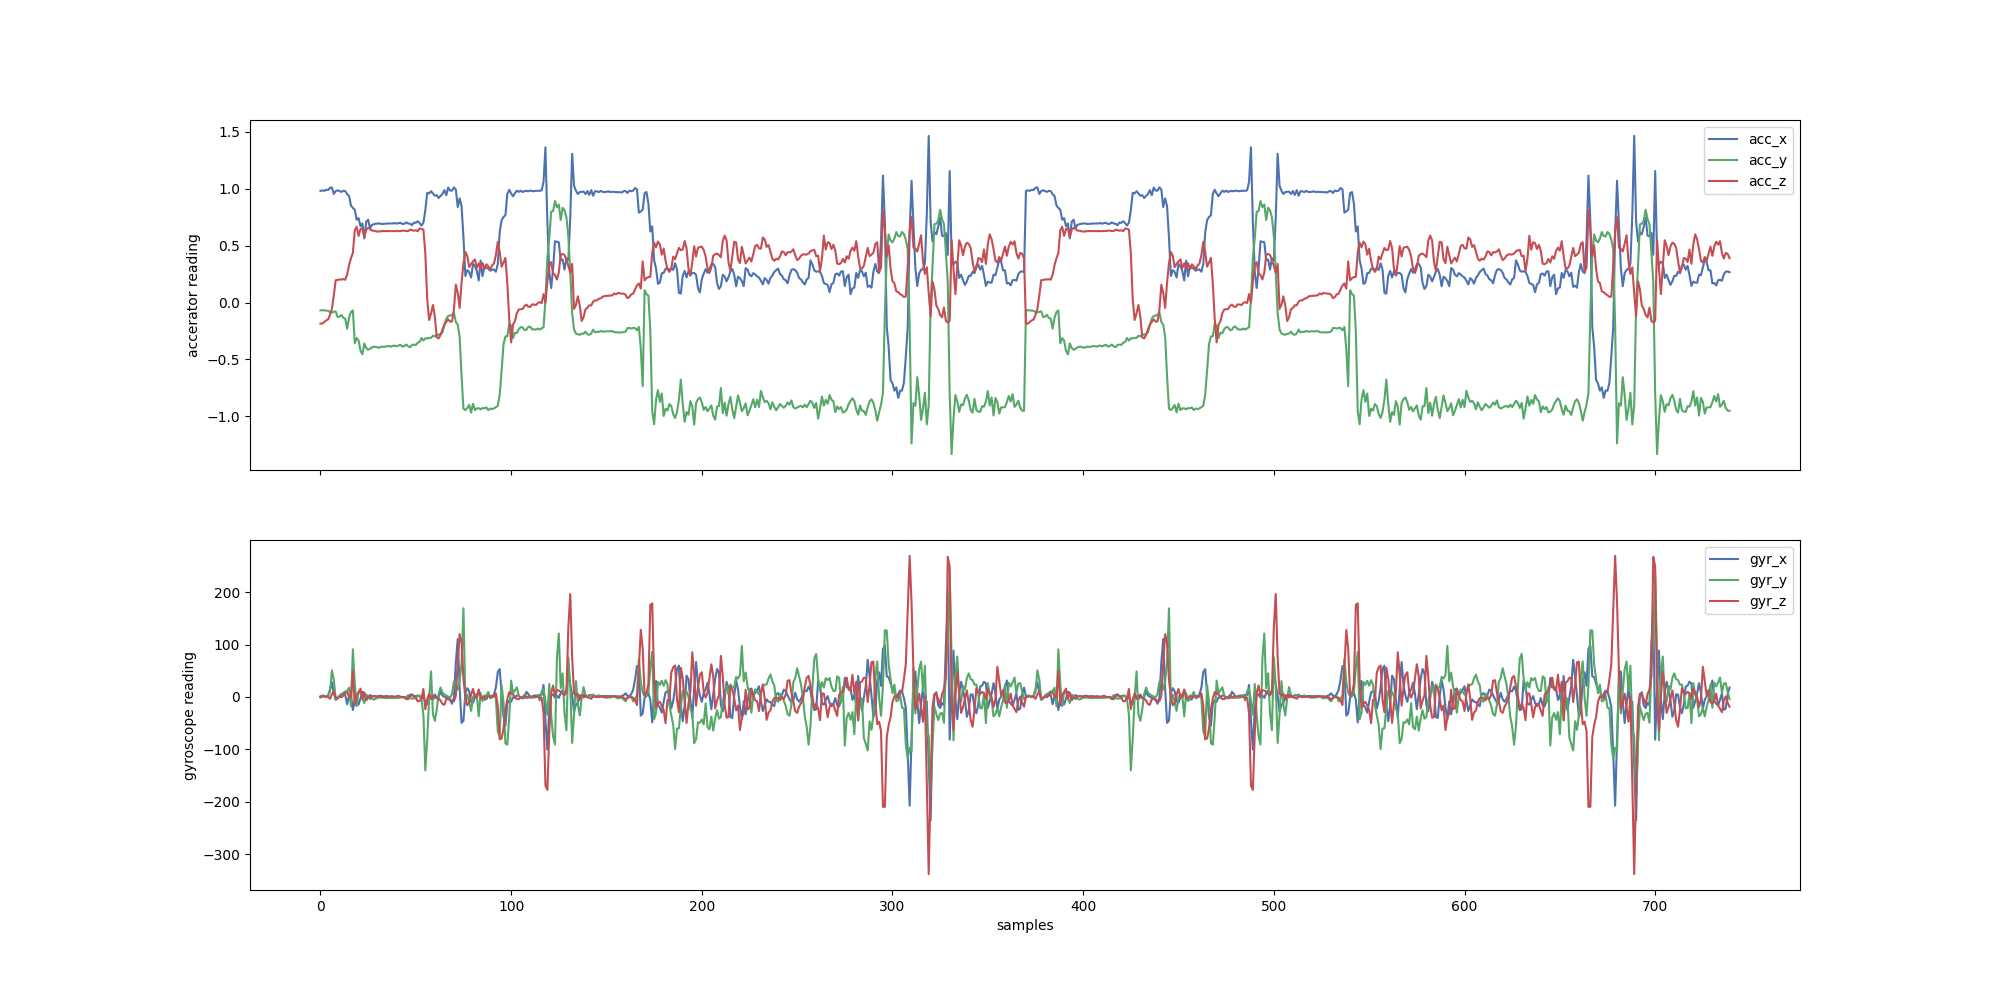 1.5
1.0
0.5
0.0
−0.5
−1.0
accerator reading
acc_x
acc_y
acc_z
200
100
0
−100
−200
−300
gyroscope reading
gyr_x
gyr_y
gyr_z
0 100 200 300 400 500 600 700
samples